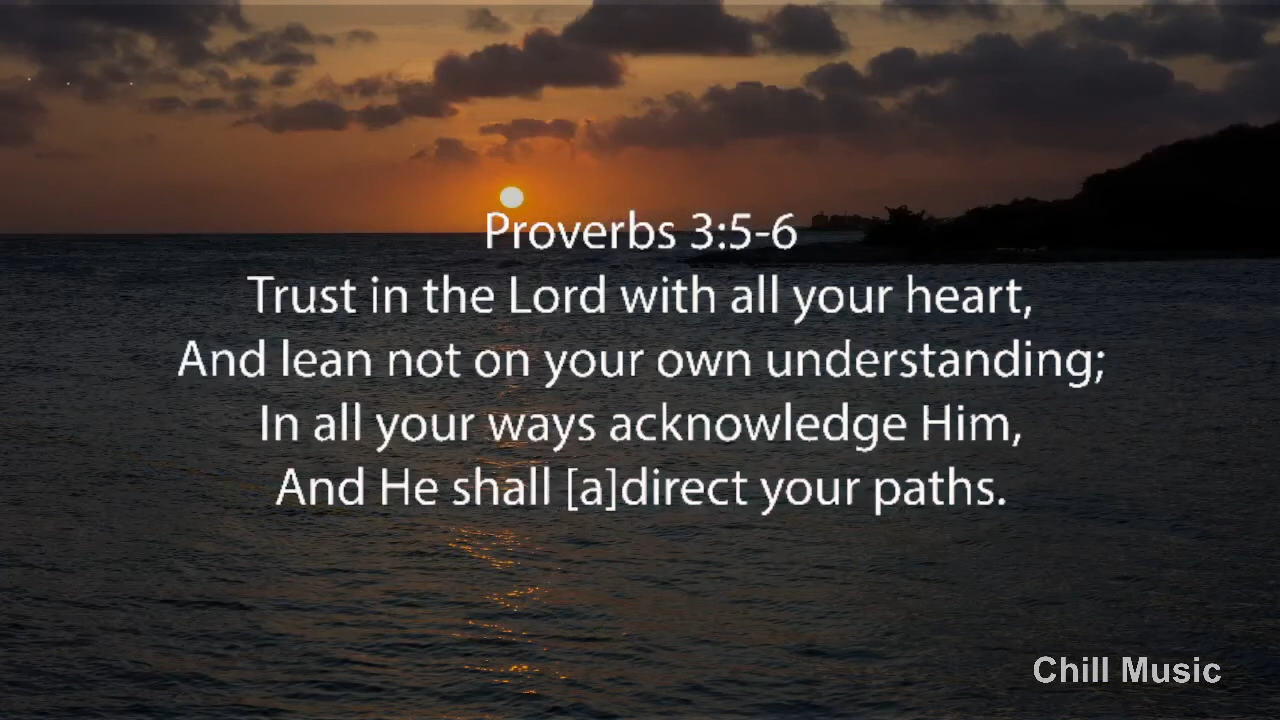 Proverbs 3:5-6
Trust in the Lord with all your heart,
And lean not on your own understanding;
In all your ways acknowledge Him,
And He shall [a]direct your paths.
Chill Music